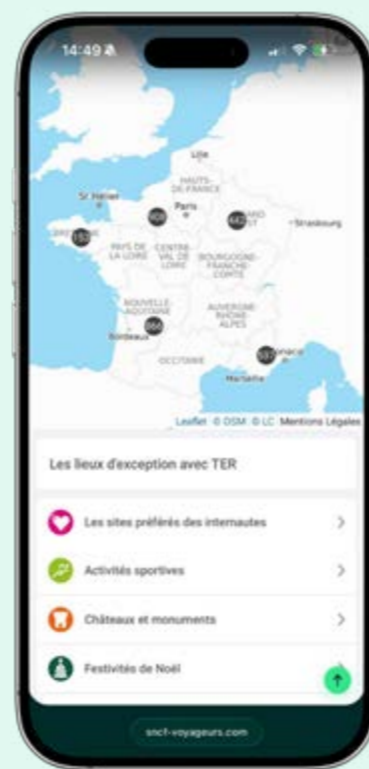 14:49
Lille
HAUTS-
DE-FRANCE
St Hélier
Paris
Strasbourg
PAYS DE
LA LOIRE
CENTRE-
VAL DE
LOIRE
BOURGOGNE-
FRANCHE-
COMTÉ
NOUVELLE-
AQUITAINE
AUVERGNE-
RHÔNE-
ALPES
Bordeaux
OCCITANIE
Marseille
Leaflet © OSM © LC Mentions Légales
Les lieux d'exception avec TER
Les sites préférés des internautes
Activités sportives
Châteaux et monuments
Festivités de Noël
sncf-voyageurs.com